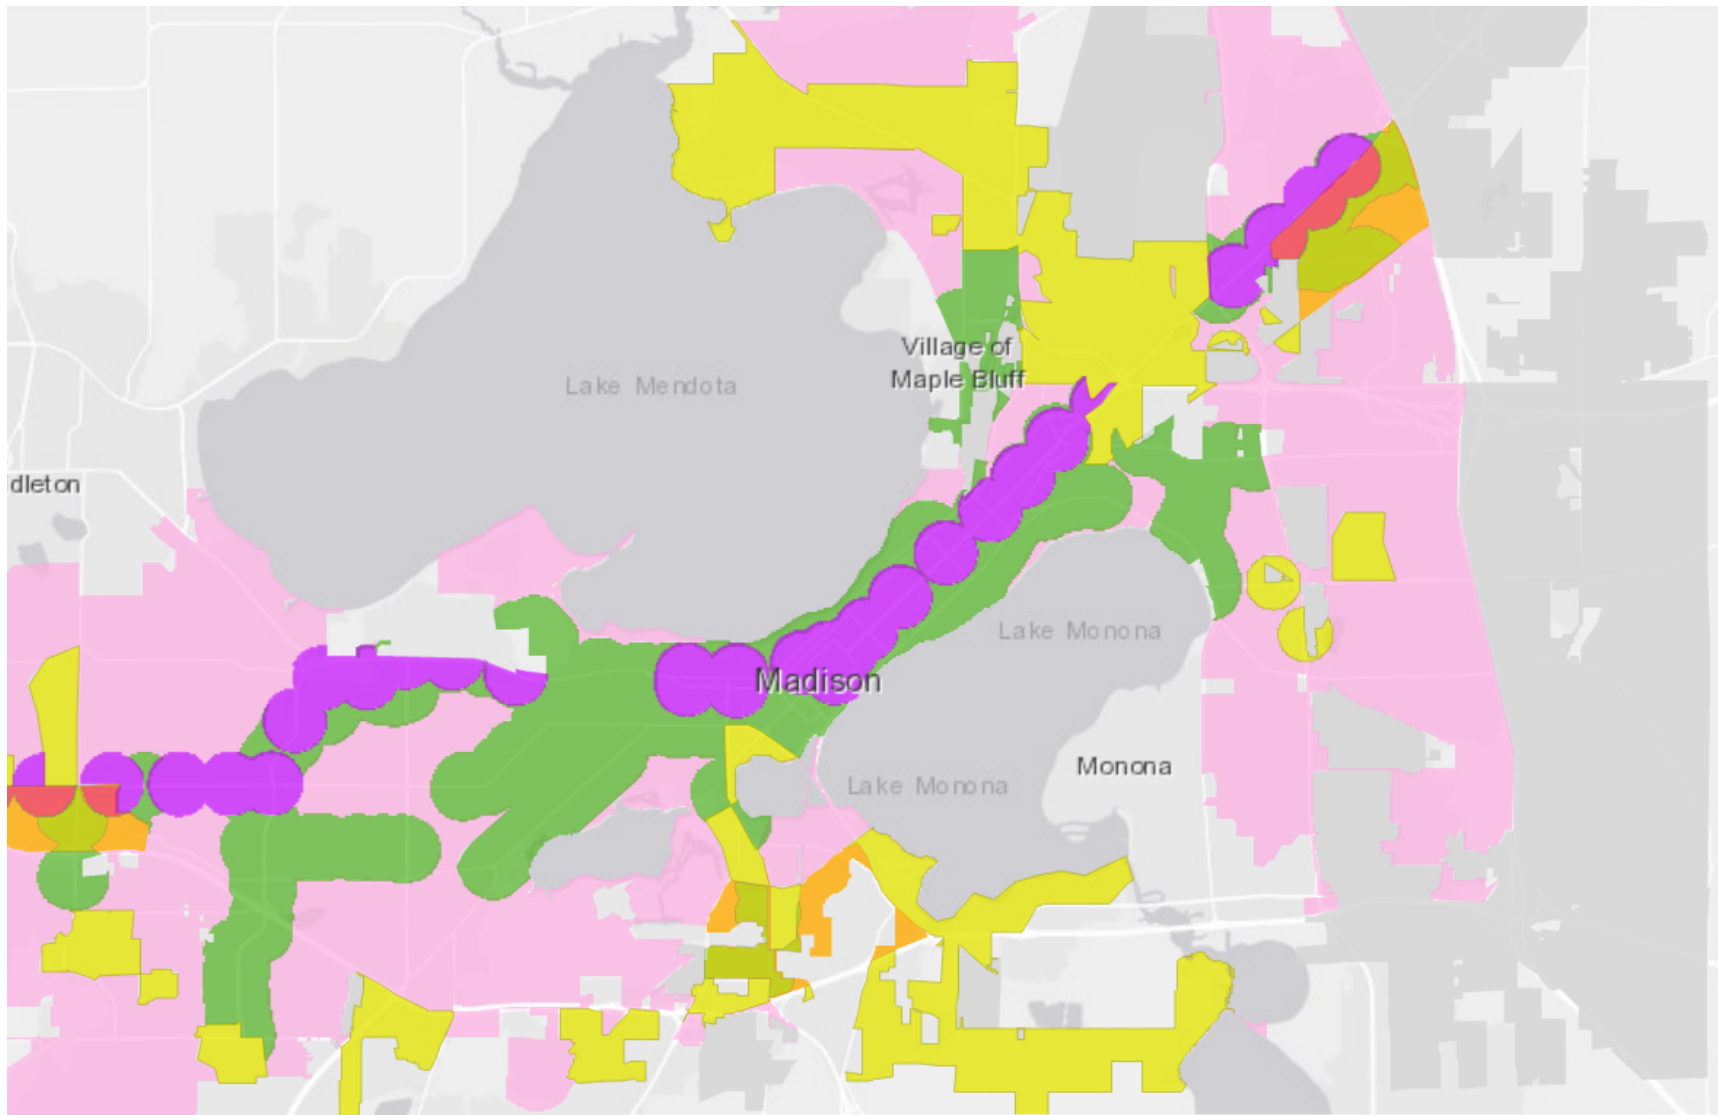 Village of
Maple Bluff
Lake Mendota
dleton
Lake Monona
Madison
Monona
Lake Monona